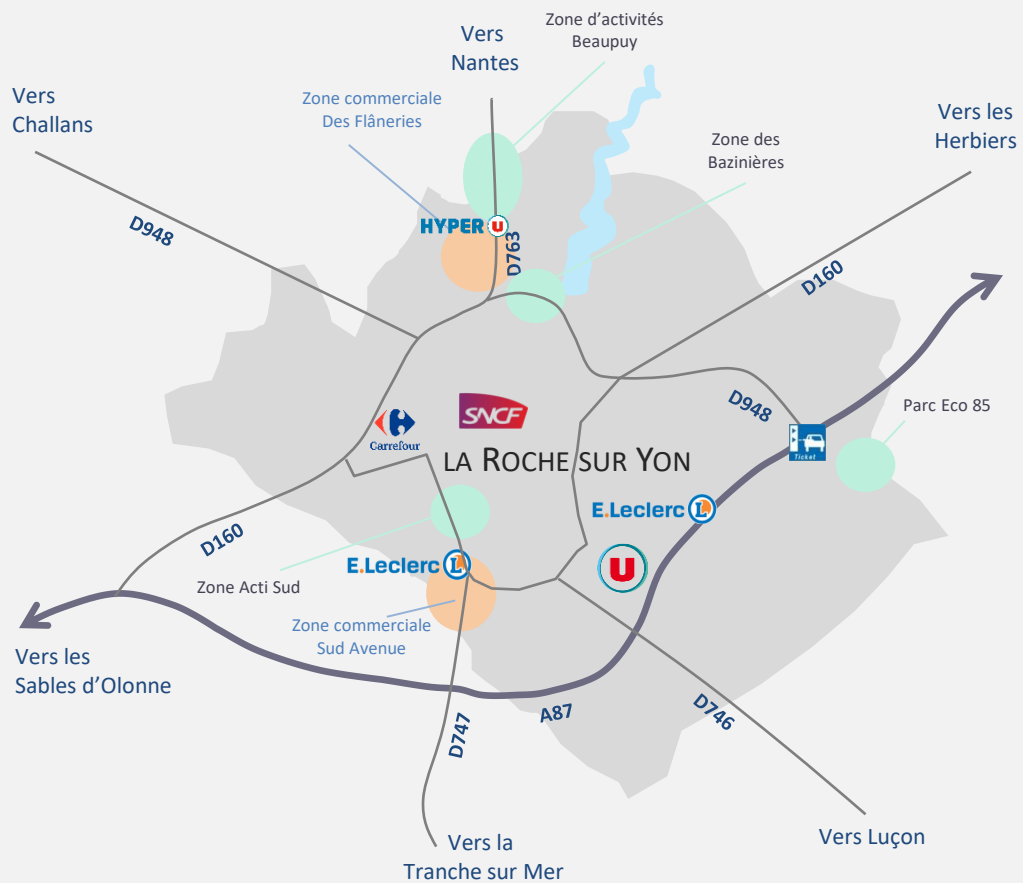 Zone d'activités
Beaupuy
Vers
Nantes
Vers
Challans
Zone commerciale
Des Flâneries
Vers les
Herbiers
Zone des
Bazinières
D948
HYPER U
D763
D160
D948
Parc Eco 85
SNCF
Carrefour
Ticket
LA ROCHE SUR YON
E.Leclerc L
D160
E.Leclerc L
U
Zone Acti Sud
Zone commerciale
Sud Avenue
Vers les
Sables d'Olonne
A87
D746
D747
Vers Luçon
Vers la
Tranche sur Mer